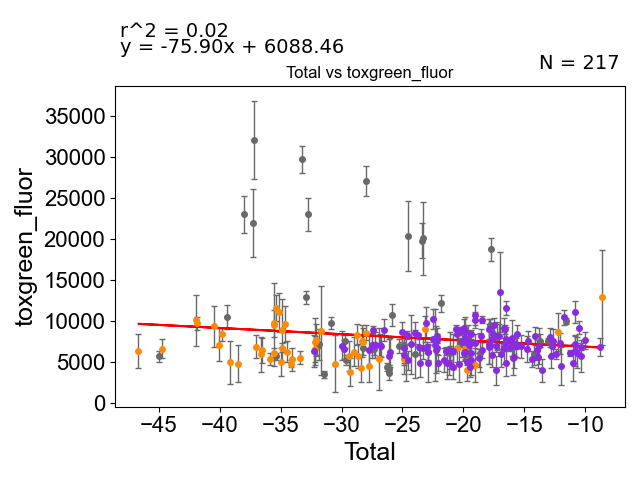 r^2 = 0.02
y = -75.90x + 6088.46
N = 217
Total vs toxgreen_fluor
35000
30000
25000
20000
15000
10000
5000
0
toxgreen_fluor
−45 −40 −35 −30 −25 −20 −15 −10
Total